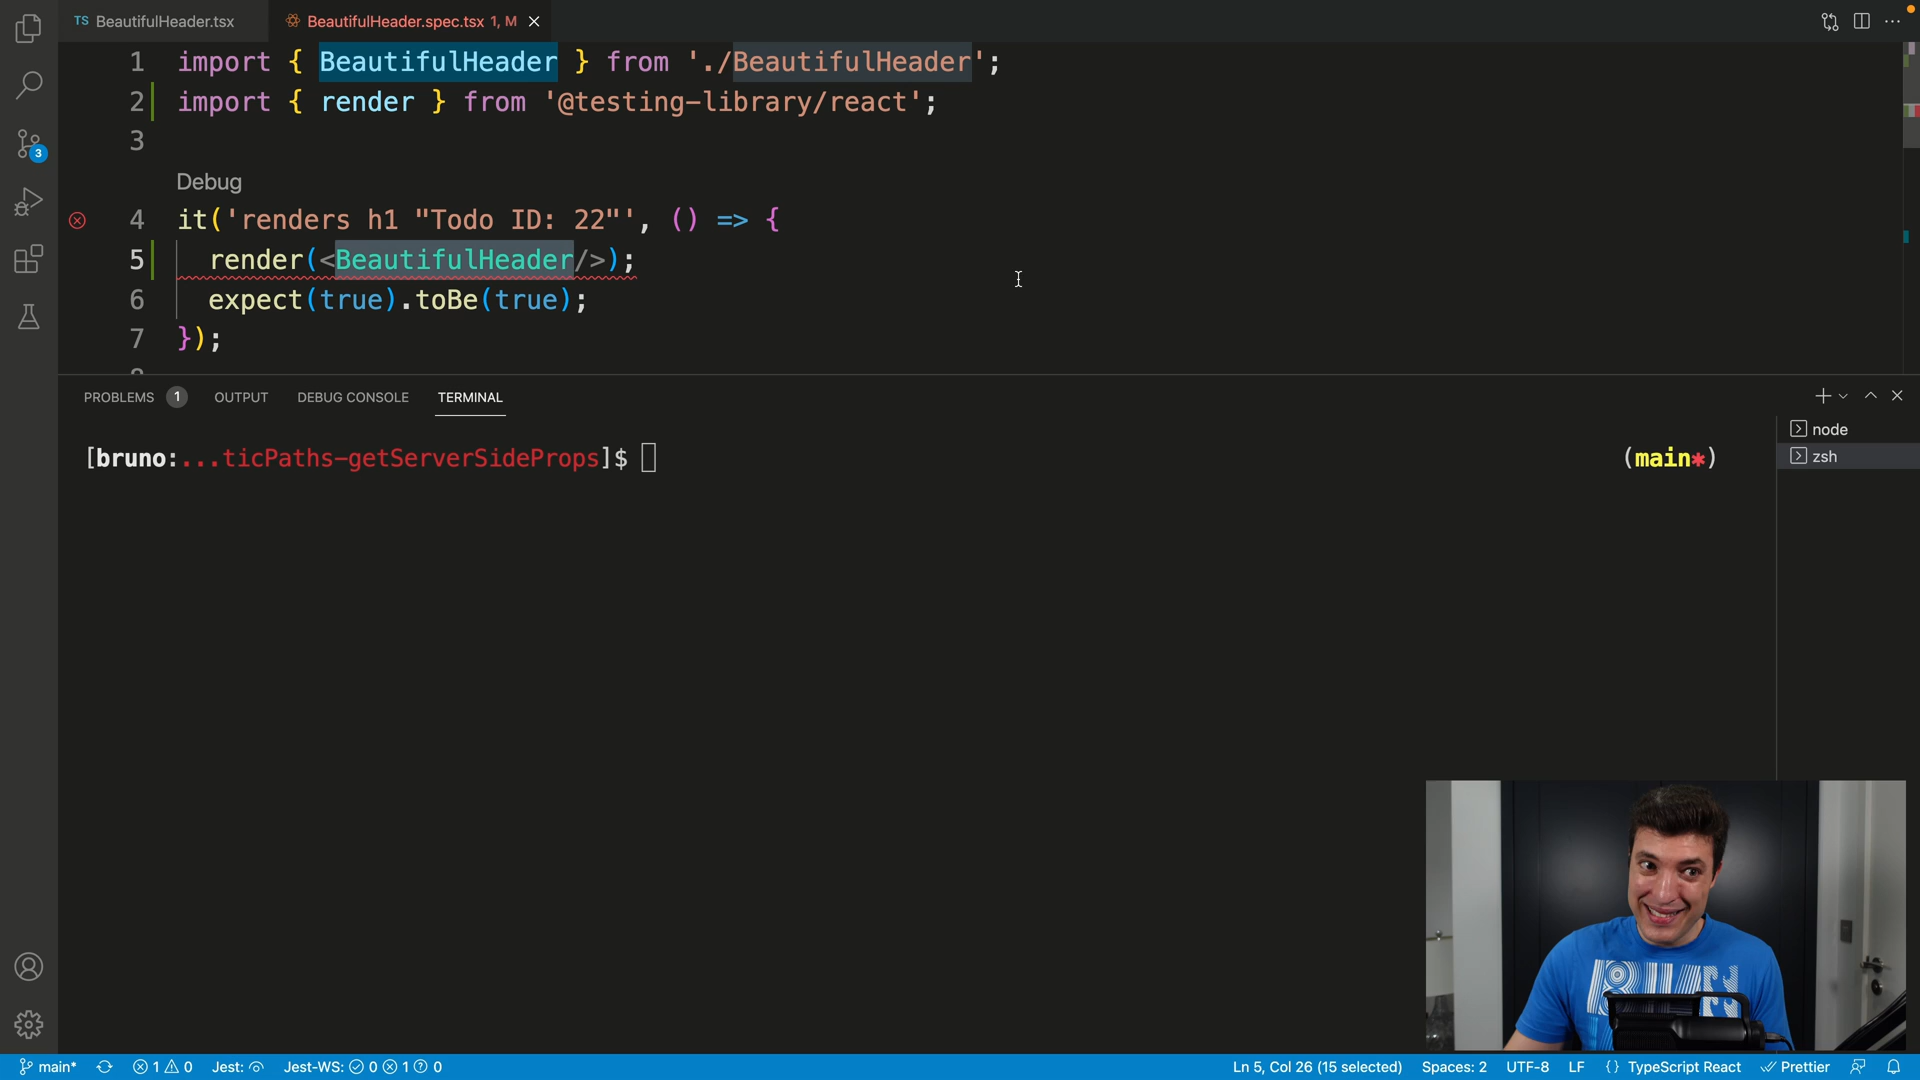 TS BeautifulHeader.tsx
BeautifulHeader.spec.tsx 1, M
1 import { BeautifulHeader } from './BeautifulHeader';
2 import { render } from '@testing-library/react';
3
Debug
4 it('renders h1 "Todo ID: 22"', () => {
5 render(<BeautifulHeader/>);
6 expect(true).toBe(true);
7 });
3
PROBLEMS 1 OUTPUT DEBUG CONSOLE TERMINAL
[bruno:...ticPaths-getServerSideProps]$ (main*)
node
zsh
main* 1 0 Jest: Jest-WS: 0 1 0 Ln 5, Col 26 (15 selected) Spaces: 2 UTF-8 LF {} TypeScript React Prettier